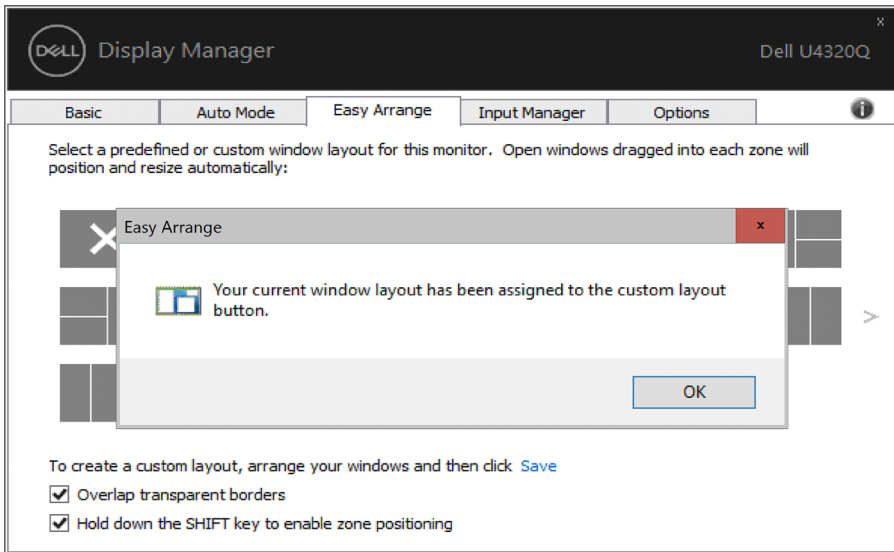 DELL Display Manager
x
Dell U4320Q
Basic
Auto Mode
Easy Arrange
Input Manager
Options
i
Select a predefined or custom window layout for this monitor. Open windows dragged into each zone will
position and resize automatically:
Easy Arrange
x
Your current window layout has been assigned to the custom layout
button.
>
OK
To create a custom layout, arrange your windows and then click Save
Overlap transparent borders
Hold down the SHIFT key to enable zone positioning